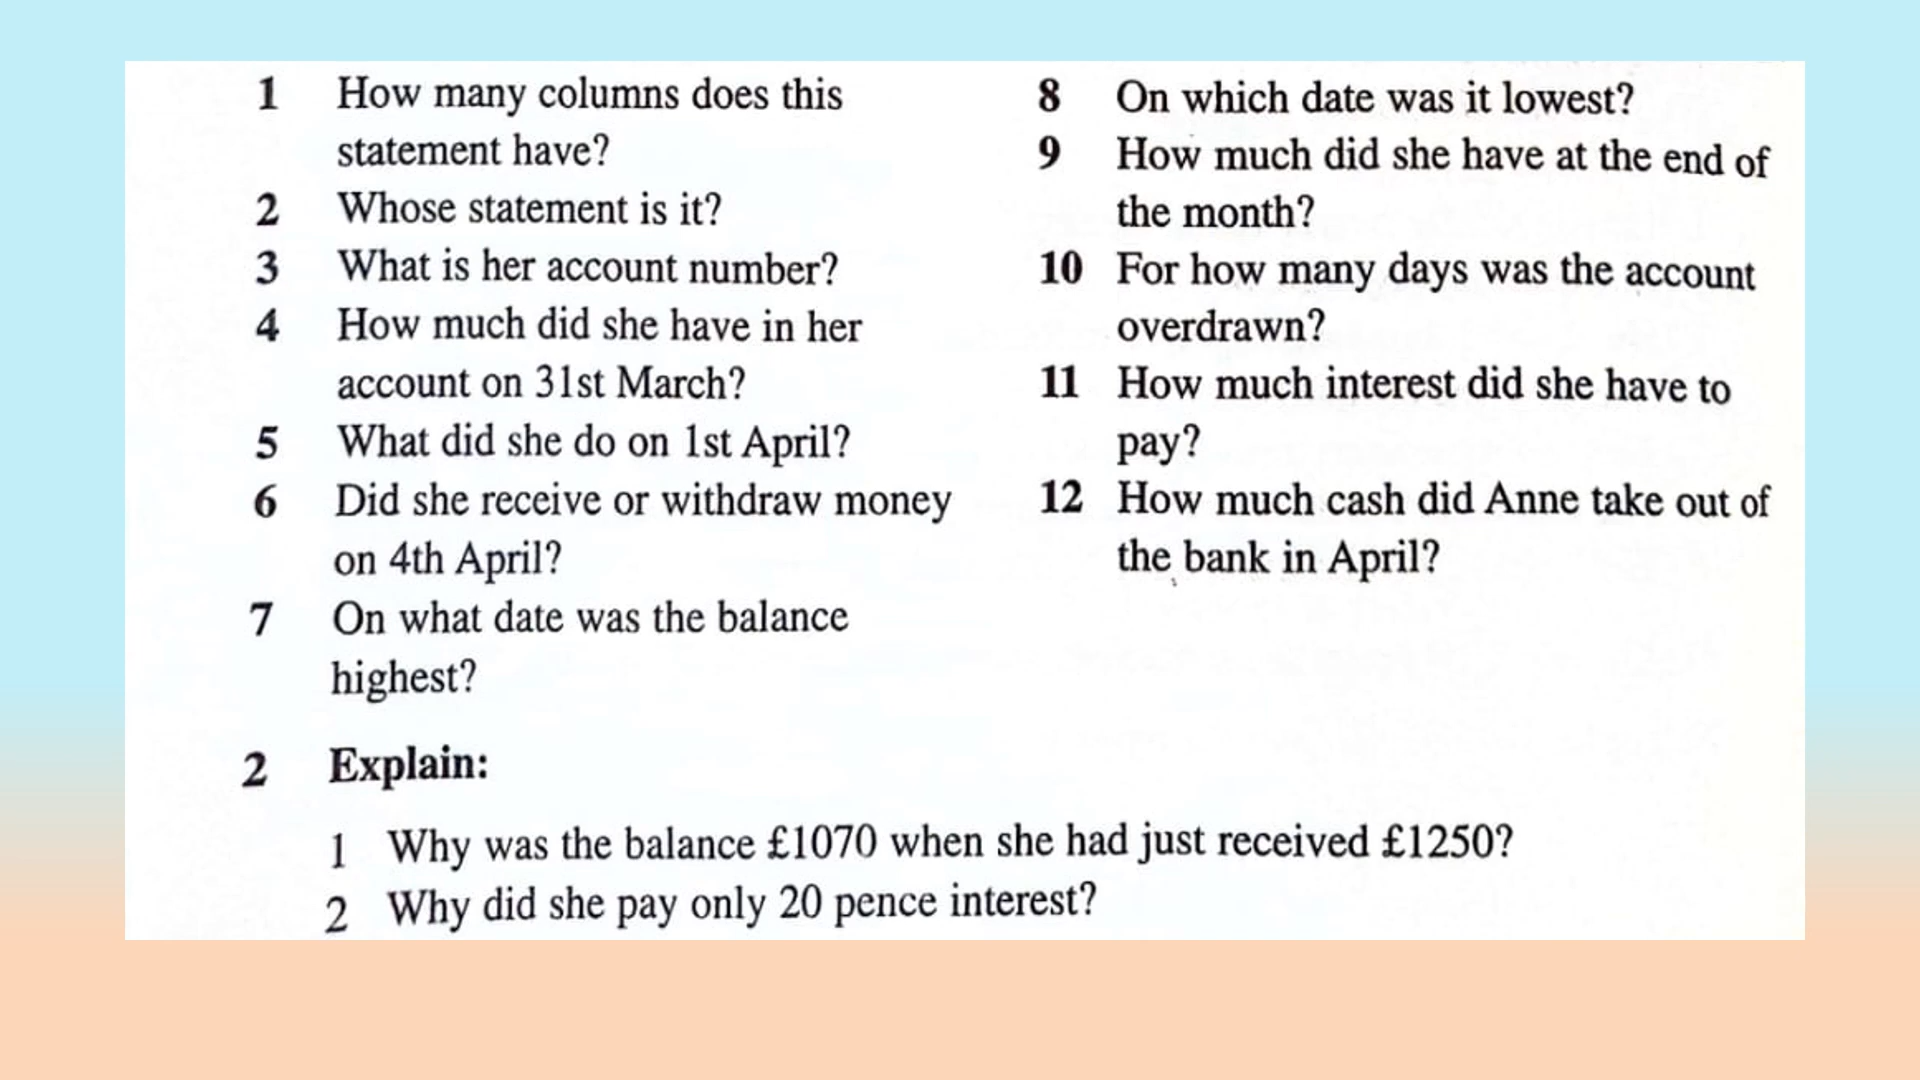 1 How many columns does this
statement have?
2 Whose statement is it?
3 What is her account number?
4 How much did she have in her
account on 31st March?
5 What did she do on 1st April?
6 Did she receive or withdraw money
on 4th April?
7 On what date was the balance
highest?
8 On which date was it lowest?
9 How much did she have at the end of
the month?
10 For how many days was the account
overdrawn?
11 How much interest did she have to
pay?
12 How much cash did Anne take out of
the bank in April?
2 Explain:
1 Why was the balance £1070 when she had just received £1250?
2 Why did she pay only 20 pence interest?